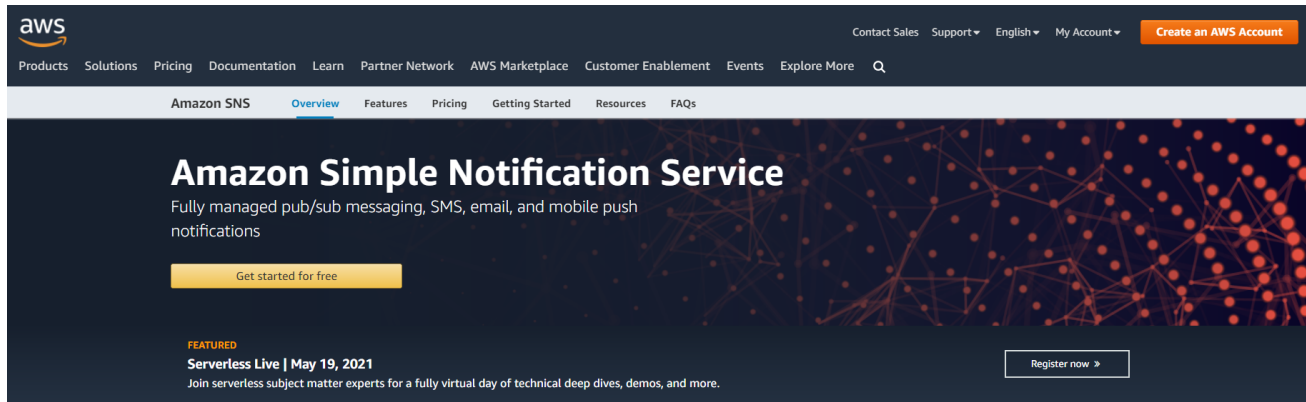 aws
Contact Sales Support English My Account Create an AWS Account
Products Solutions Pricing Documentation Learn Partner Network AWS Marketplace Customer Enablement Events Explore More
Amazon SNS Overview Features Pricing Getting Started Resources FAQs
Amazon Simple Notification Service
Fully managed pub/sub messaging, SMS, email, and mobile push
notifications
Get started for free
FEATURED
Serverless Live | May 19, 2021
Join serverless subject matter experts for a fully virtual day of technical deep dives, demos, and more.
Register now »